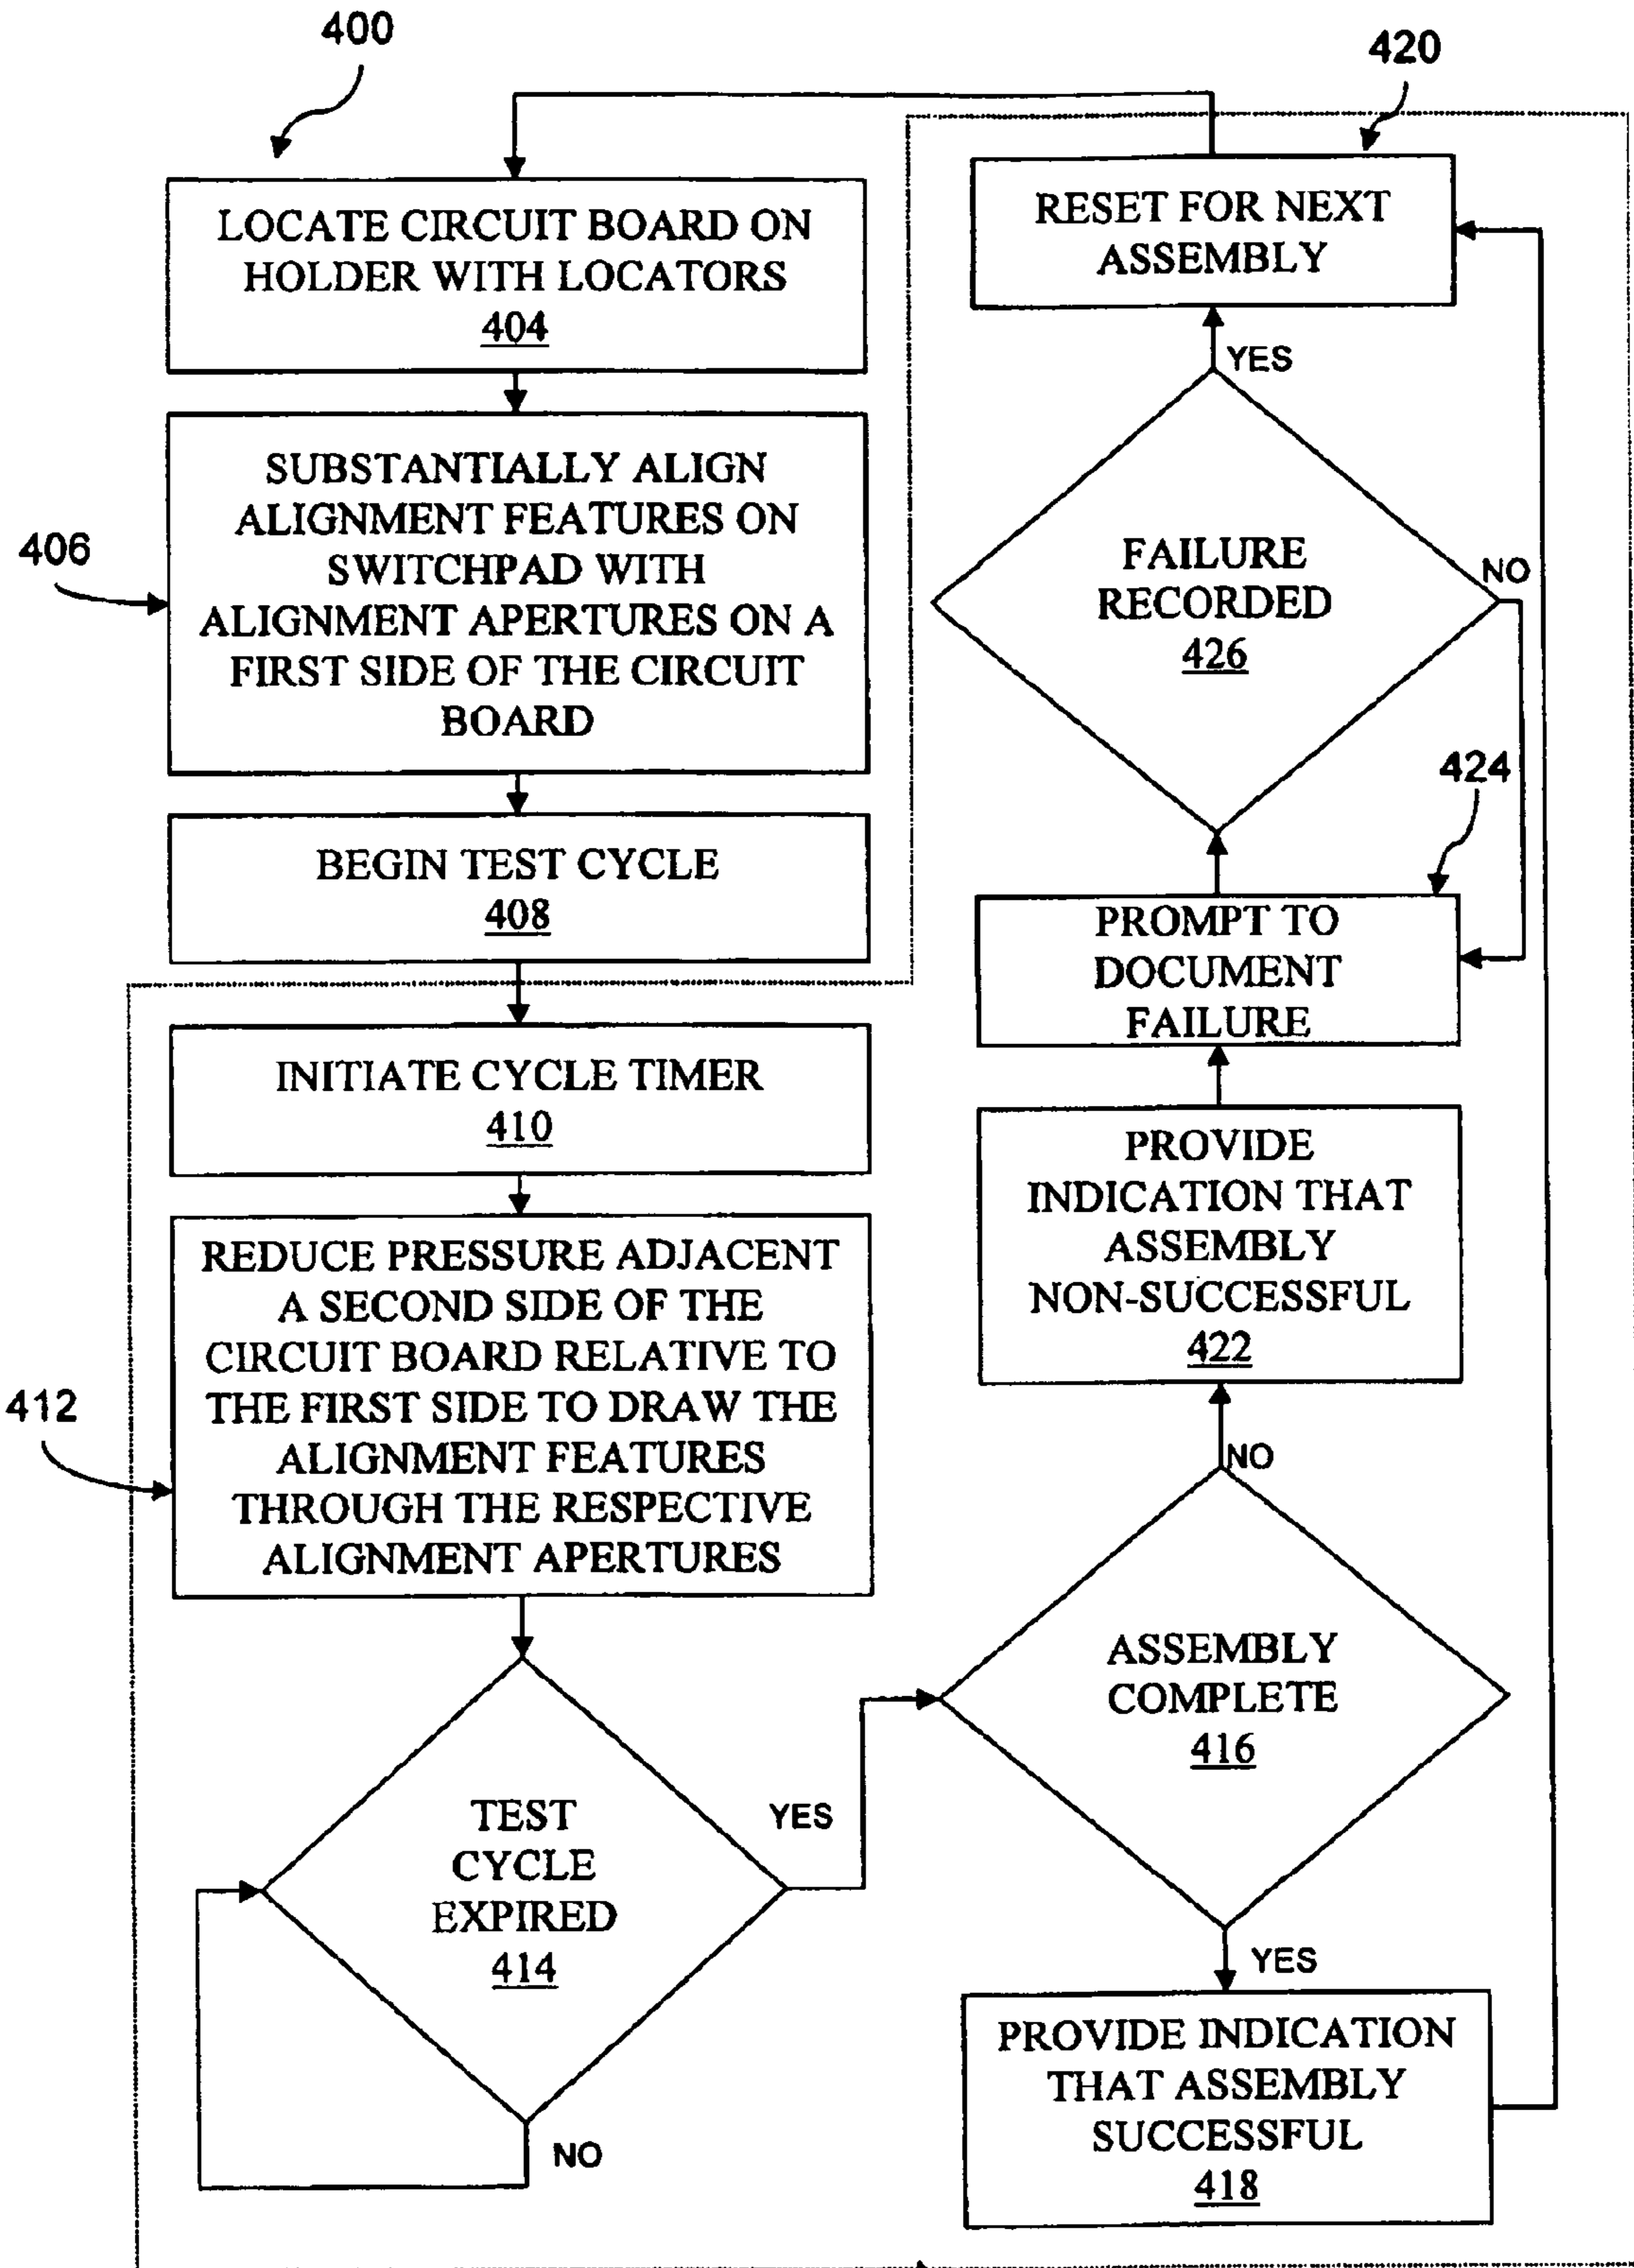 400
420
LOCATE CIRCUIT BOARD ON
HOLDER WITH LOCATORS
404
406
SUBSTANTIALLY ALIGN
ALIGNMENT FEATURES ON
SWITCHPAD WITH
ALIGNMENT APERTURES ON A
FIRST SIDE OF THE CIRCUIT
BOARD
BEGIN TEST CYCLE
408
INITIATE CYCLE TIMER
410
412
REDUCE PRESSURE ADJACENT
A SECOND SIDE OF THE
CIRCUIT BOARD RELATIVE TO
THE FIRST SIDE TO DRAW THE
ALIGNMENT FEATURES
THROUGH THE RESPECTIVE
ALIGNMENT APERTURES
TEST
CYCLE
EXPIRED
414
YES
NO
RESET FOR NEXT
ASSEMBLY
YES
FAILURE
RECORDED
426
NO
424
PROMPT TO
DOCUMENT
FAILURE
PROVIDE
INDICATION THAT
ASSEMBLY
NON-SUCCESSFUL
422
NO
ASSEMBLY
COMPLETE
416
YES
PROVIDE INDICATION
THAT ASSEMBLY
SUCCESSFUL
418